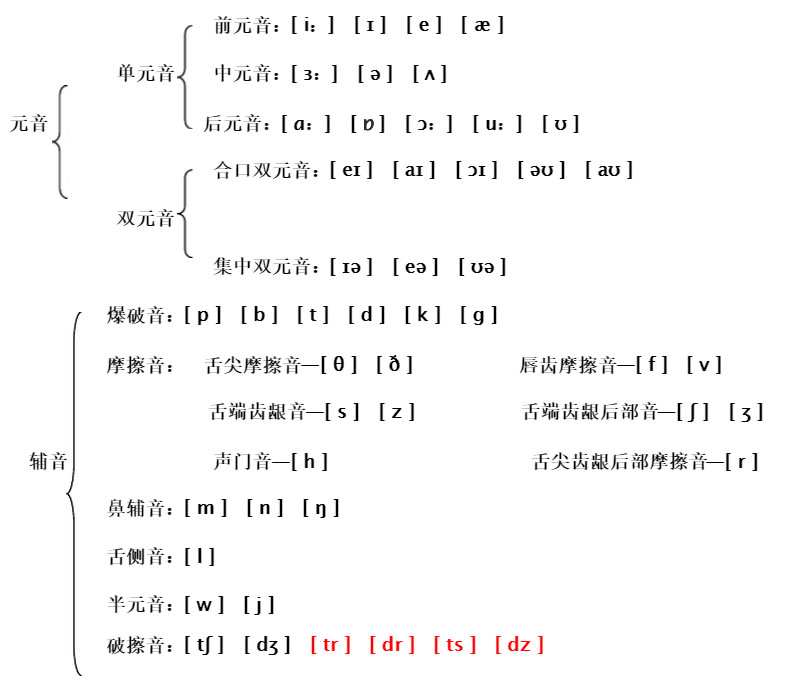 前元音：[ i： ] [ ɪ ] [ e ] [ æ ]
单元音
中元音：[ ɜ： ] [ ə ] [ ʌ ]
元音
后元音：[ ɑ： ] [ ɒ ] [ ɔ： ] [ u： ] [ ʊ ]
合口双元音：[ eɪ ] [ aɪ ] [ ɔɪ ] [ əʊ ] [ aʊ ]
双元音
集中双元音：[ ɪə ] [ eə ] [ ʊə ]
爆破音：[ p ] [ b ] [ t ] [ d ] [ k ] [ g ]
摩擦音： 舌尖摩擦音—[ θ ] [ ð ] 唇齿摩擦音—[ f ] [ v ]
舌端齿龈音—[ s ] [ z ] 舌端齿龈后部音—[ ʃ ] [ ʒ ]
辅音
声门音—[ h ] 舌尖齿龈后部摩擦音—[ r ]
鼻辅音：[ m ] [ n ] [ ŋ ]
舌侧音：[ l ]
半元音：[ w ] [ j ]
破擦音：[ tʃ ] [ dʒ ] [ tr ] [ dr ] [ ts ] [ dz ]